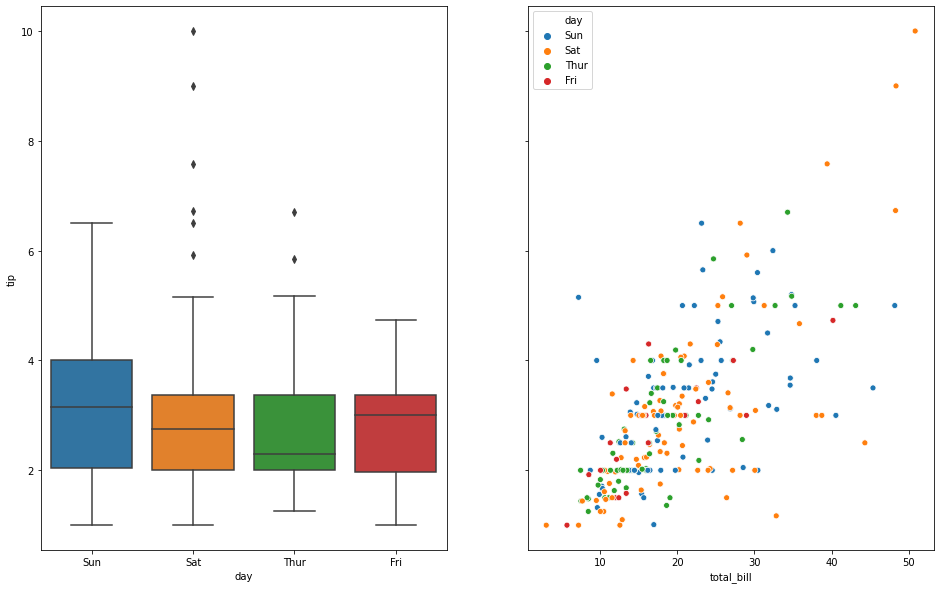 10
8
6
4
2
tip
Sun Sat Thur Fri
day
day
Sun
Sat
Thur
Fri
10 20 30 40 50
total_bill